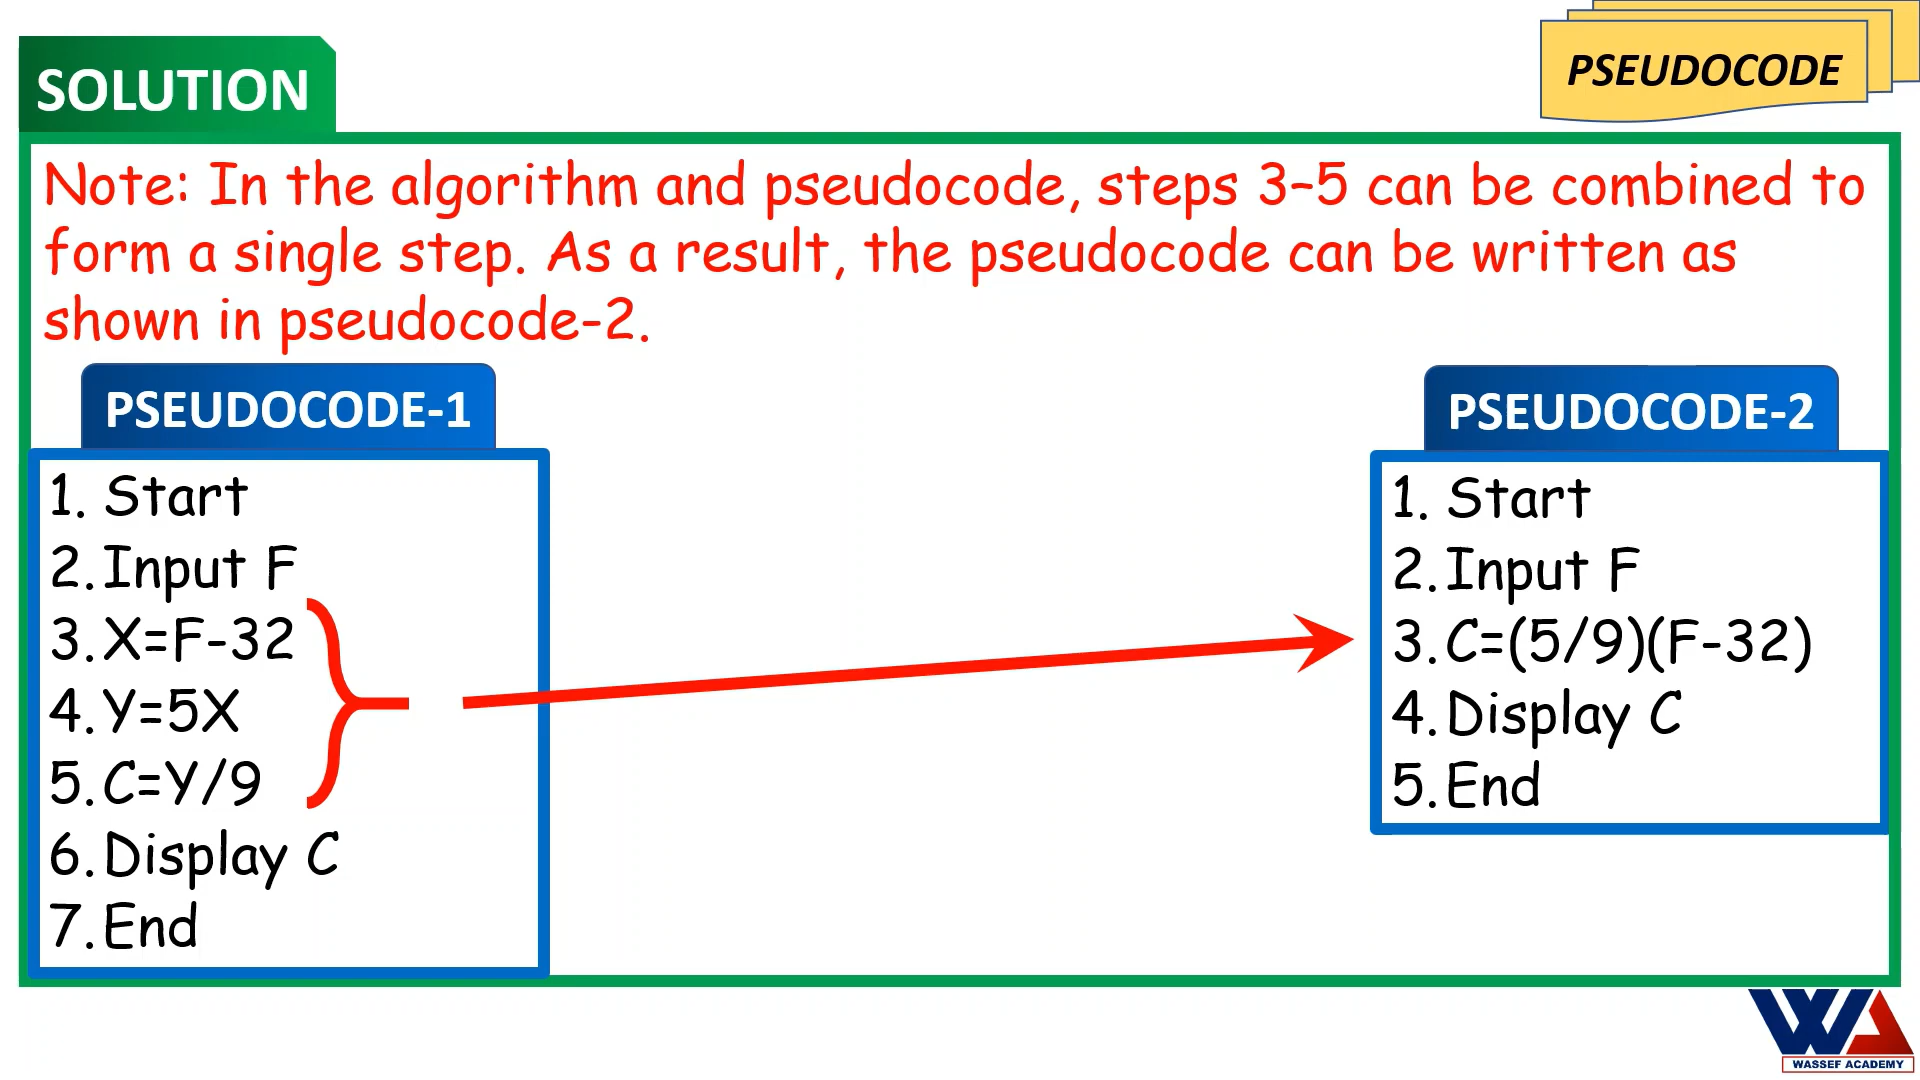 SOLUTION
PSEUDOCODE
Note: In the algorithm and pseudocode, steps 3–5 can be combined to
form a single step. As a result, the pseudocode can be written as
shown in pseudocode-2.
PSEUDOCODE-1
1. Start
2. Input F
3. X=F-32
4. Y=5X
5. C=Y/9
6. Display C
7. End
PSEUDOCODE-2
1. Start
2. Input F
3. C=(5/9)(F-32)
4. Display C
5. End
WA
WASSEF ACADEMY